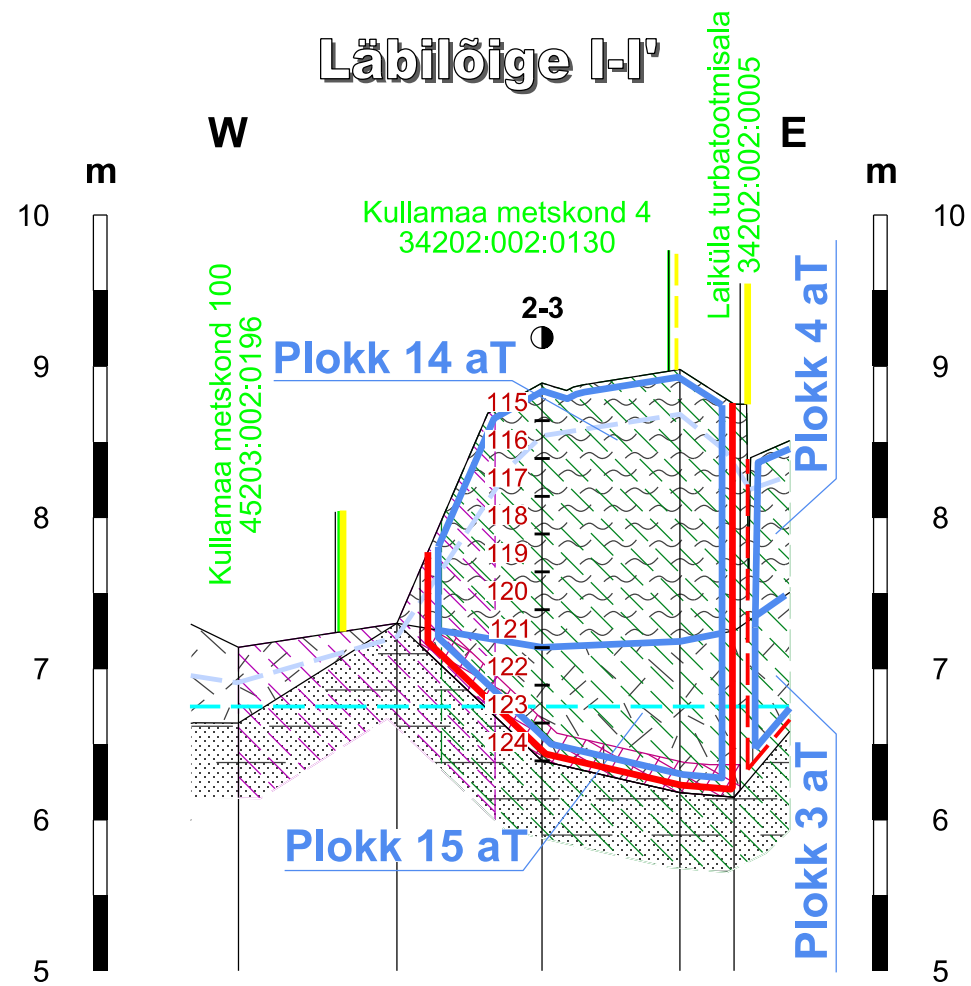 Läbilõige I-I'
W
E
m
m
Kullamaa metskond 4
34202:002:0130
Laiküla turbatootmisala
34202:002:0005
Kullamaa metskond 100
45203:002:0196
2-3
Plokk 14 aT
Plokk 4 aT
Plokk 15 aT
Plokk 3 aT
10
9
8
7
6
5
115
116
117
118
119
120
121
122
123
124
10
9
8
7
6
5